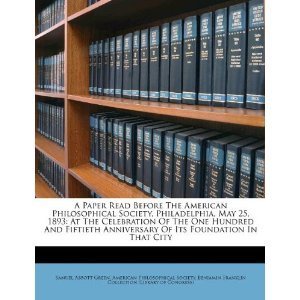 A Paper Read Before The American
Philosophical Society, Philadelphia, May 25,
1893: At The Celebration Of The One Hundred
And Fiftieth Anniversary Of Its Foundation In
That City
Samuel Abbott Green, American Philosophical Society, Benjamin Franklin
Collection (Library of Congress)